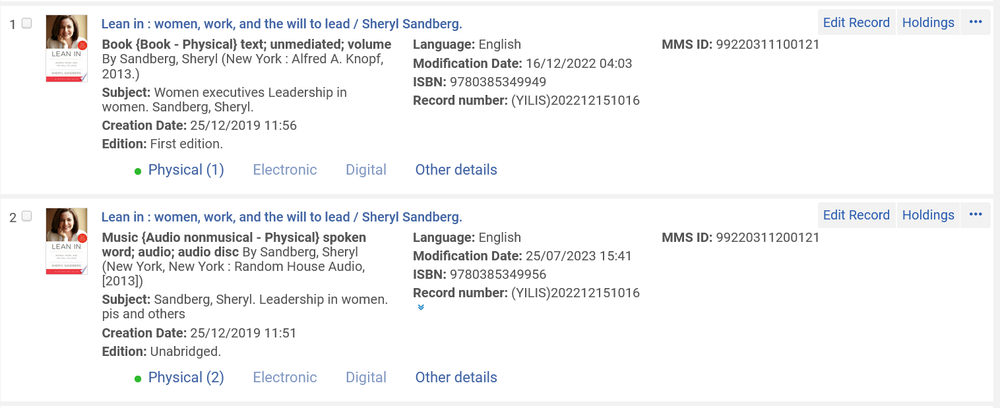 1
LEAN IN
SHERYL SANDBERG
Lean in : women, work, and the will to lead / Sheryl Sandberg.
Edit Record Holdings •••
Book {Book - Physical} text; unmediated; volume
By Sandberg, Sheryl (New York : Alfred A. Knopf,
2013.)
Subject: Women executives Leadership in
women. Sandberg, Sheryl.
Creation Date: 25/12/2019 11:56
Edition: First edition.
Language: English
Modification Date: 16/12/2022 04:03
ISBN: 9780385349949
Record number: (YILIS)202212151016
MMS ID: 99220311100121
Physical (1) Electronic Digital Other details
2
LEAN IN
SHERYL SANDBERG
Lean in : women, work, and the will to lead / Sheryl Sandberg.
Edit Record Holdings •••
Music {Audio nonmusical - Physical} spoken
word; audio; audio disc By Sandberg, Sheryl
(New York, New York : Random House Audio,
[2013])
Subject: Sandberg, Sheryl. Leadership in women.
pis and others
Creation Date: 25/12/2019 11:51
Edition: Unabridged.
Language: English
Modification Date: 25/07/2023 15:41
ISBN: 9780385349956
Record number: (YILIS)202212151016
MMS ID: 99220311200121
Physical (2) Electronic Digital Other details